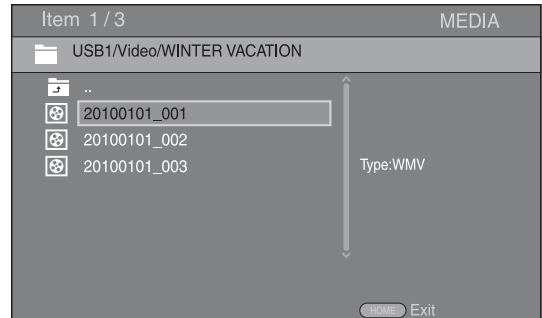 Item 1 / 3 MEDIA
USB1/Video/WINTER VACATION
..
20100101_001
20100101_002
20100101_003
Type:WMV
HOME Exit